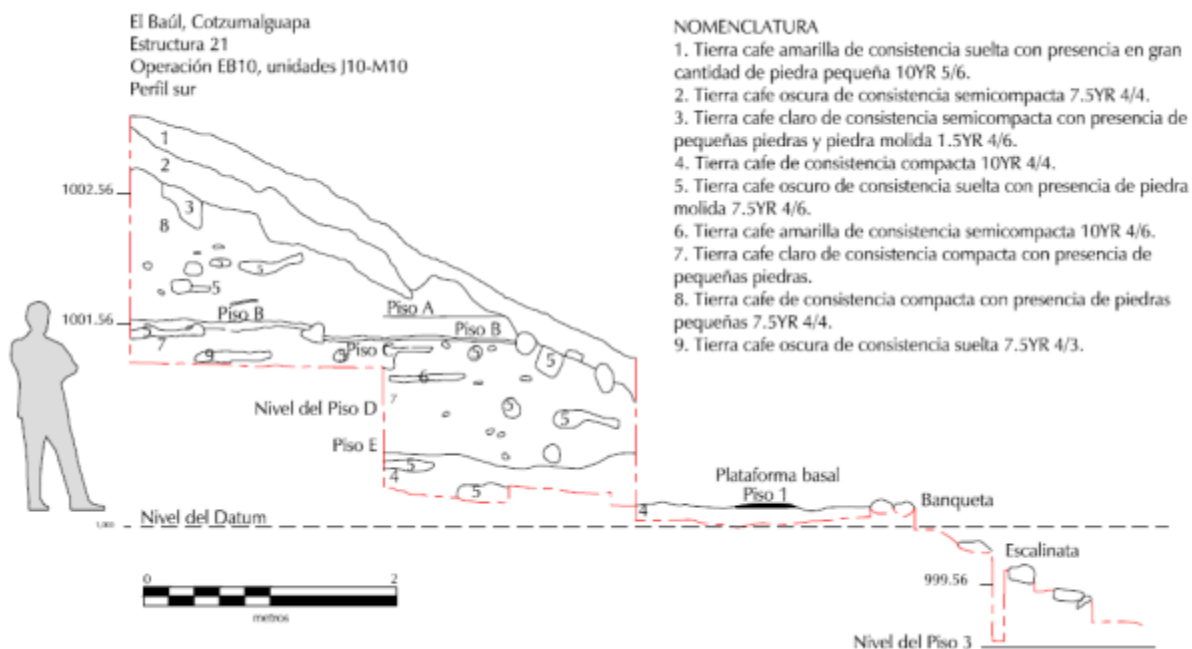 El Baúl, Cotzumalguapa
Estructura 21
Operación EB10, unidades J10-M10
Perfil sur
NOMENCLATURA
1. Tierra cafe amarilla de consistencia suelta con presencia en gran
cantidad de piedra pequeña 10YR 5/6.
2. Tierra cafe oscura de consistencia semicompacta 7.5YR 4/4.
3. Tierra cafe claro de consistencia semicompacta con presencia de
pequeñas piedras y piedra molida 1.5YR 4/6.
4. Tierra cafe de consistencia compacta 10YR 4/4.
5. Tierra cafe oscuro de consistencia suelta con presencia de piedra
molida 7.5YR 4/6.
6. Tierra cafe amarilla de consistencia semicompacta 10YR 4/6.
7. Tierra cafe claro de consistencia compacta con presencia de
pequeñas piedras.
8. Tierra cafe de consistencia compacta con presencia de piedras
pequeñas 7.5YR 4/4.
9. Tierra cafe oscura de consistencia suelta 7.5YR 4/3.
1
2
1002.56
3
8
5
5
Piso B
Piso A
1001.56
Piso B
7
9
5
Piso C
5
5
6
7
Nivel del Piso D
5
5
Piso E
5
4
5
Plataforma basal
Piso 1
4
Banqueta
Nivel del Datum
Escalinata
0 2
999.56
metros
Nivel del Piso 3